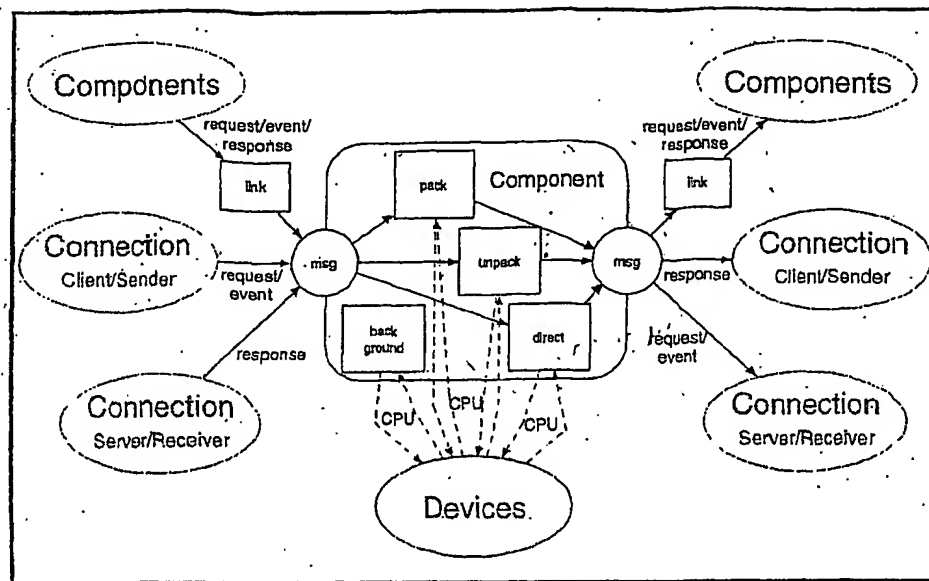 Components
Components
request/event/
response
request/event/
response
link
pack
Component
link
Connection
Client/Sender
msg
unpack
msg
Connection
Client/Sender
request/
event
response
back
ground
direct
request/
event
response
Connection
Server/Receiver
CPU
CPU
CPU
Connection
Server/Receiver
Devices